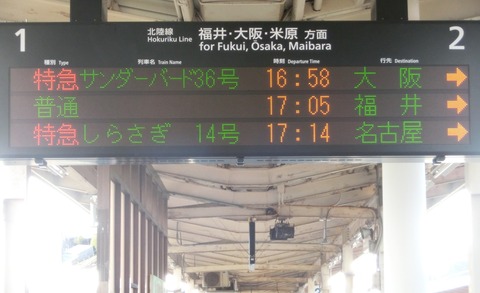 1
北陸線 福井・大阪・米原 方面
Hokuriku Line for Fukui, Ōsaka, Maibara
2
種別 Type 列車名 Train Name 時刻 Departure Time 行先 Destination
特急 サンダーバード36号 16:58 大阪 →
普通 17:05 福井 →
特急 しらさぎ 14号 17:14 名古屋 →